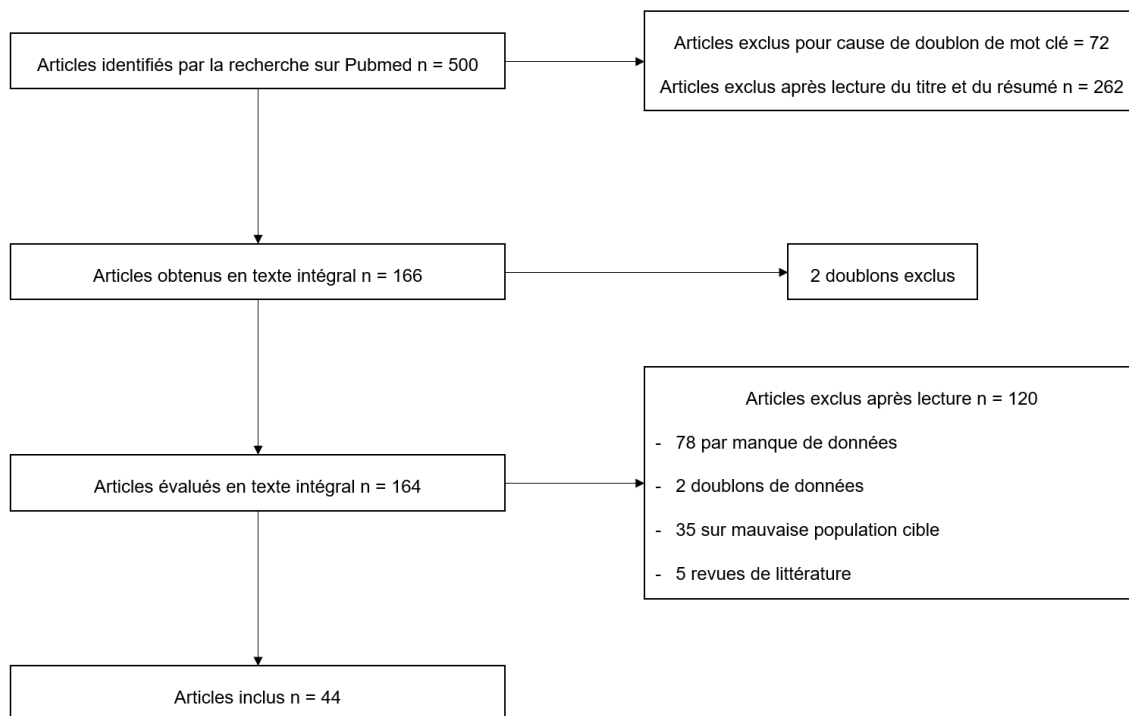 Articles identifiés par la recherche sur Pubmed n = 500
Articles exclus pour cause de doublon de mot clé = 72
Articles exclus après lecture du titre et du résumé n = 262
Articles obtenus en texte intégral n = 166
2 doublons exclus
Articles évalués en texte intégral n = 164
Articles exclus après lecture n = 120
- 78 par manque de données
- 2 doublons de données
- 35 sur mauvaise population cible
- 5 revues de littérature
Articles inclus n = 44